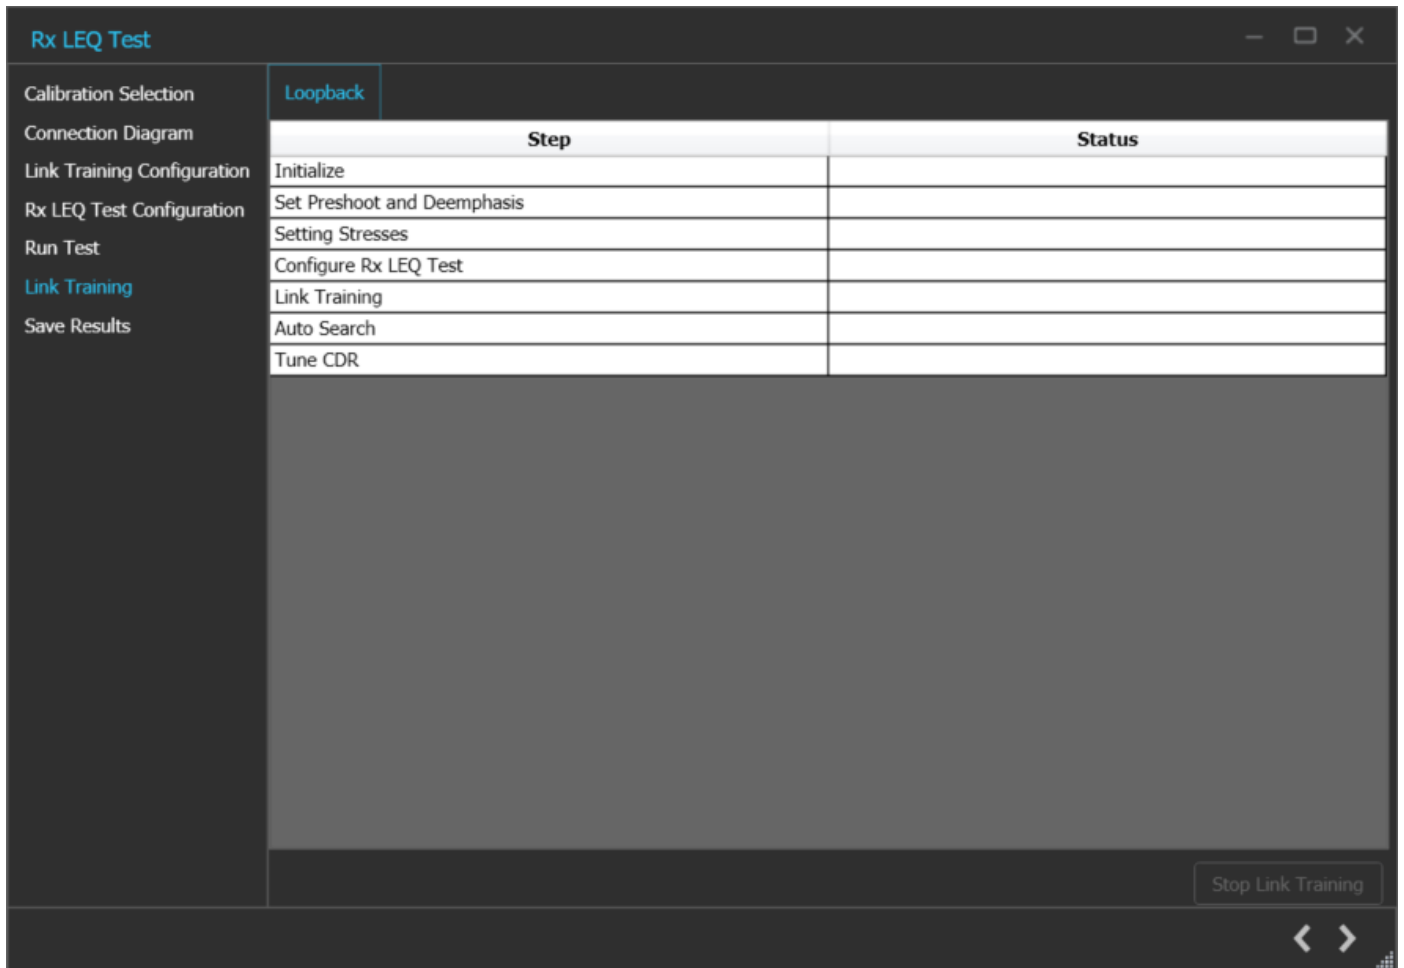 Rx LEQ Test
Calibration Selection
Connection Diagram
Link Training Configuration
Rx LEQ Test Configuration
Run Test
Link Training
Save Results
Loopback
Step Status
Initialize
Set Preshoot and Deemphasis
Setting Stresses
Configure Rx LEQ Test
Link Training
Auto Search
Tune CDR
Stop Link Training